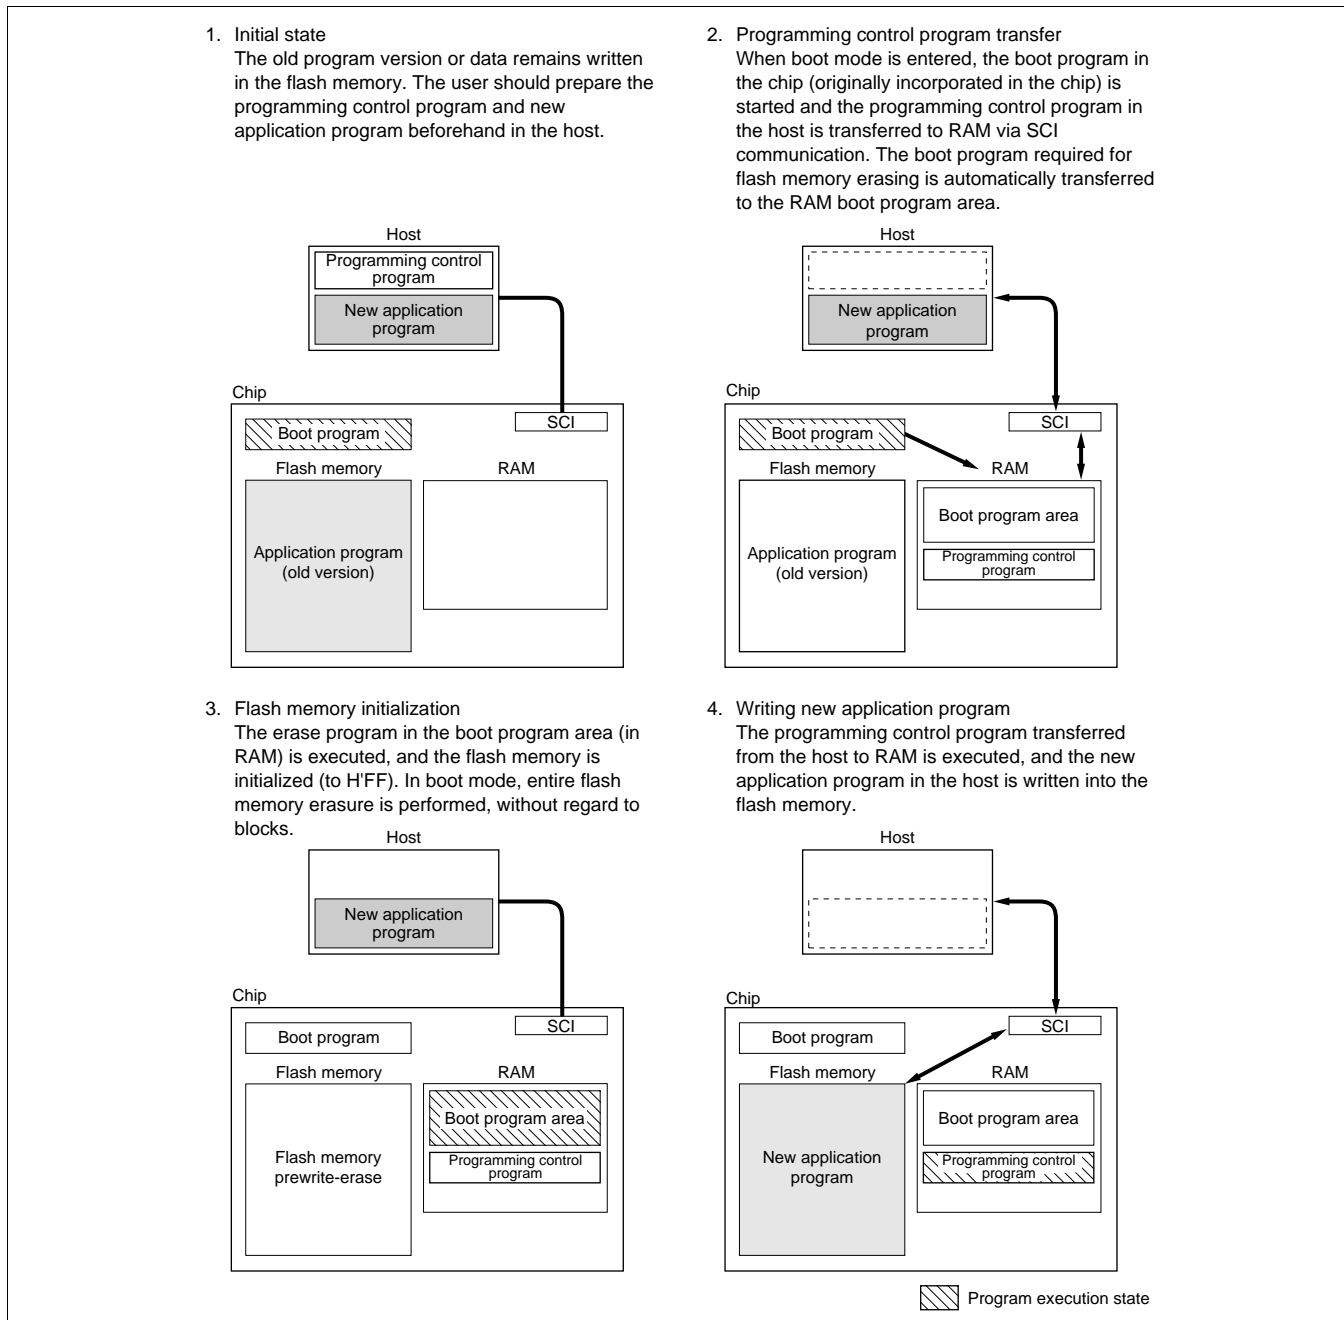 1. Initial state
The old program version or data remains written
in the flash memory. The user should prepare the
programming control program and new
application program beforehand in the host.
Host
Programming control
program
New application
program
Chip
SCI
Boot program
Flash memory
RAM
Application program
(old version)
2. Programming control program transfer
When boot mode is entered, the boot program in
the chip (originally incorporated in the chip) is
started and the programming control program in
the host is transferred to RAM via SCI
communication. The boot program required for
flash memory erasing is automatically transferred
to the RAM boot program area.
Host
New application
program
Chip
SCI
Boot program
Flash memory
RAM
Boot program area
Application program
(old version)
Programming control
program
3. Flash memory initialization
The erase program in the boot program area (in
RAM) is executed, and the flash memory is
initialized (to H'FF). In boot mode, entire flash
memory erasure is performed, without regard to
blocks.
Host
New application
program
Chip
SCI
Boot program
Flash memory
RAM
Boot program area
Flash memory
prewrite-erase
Programming control
program
4. Writing new application program
The programming control program transferred
from the host to RAM is executed, and the new
application program in the host is written into the
flash memory.
Host
Chip
SCI
Boot program
Flash memory
RAM
Boot program area
New application
program
Programming control
program
Program execution state